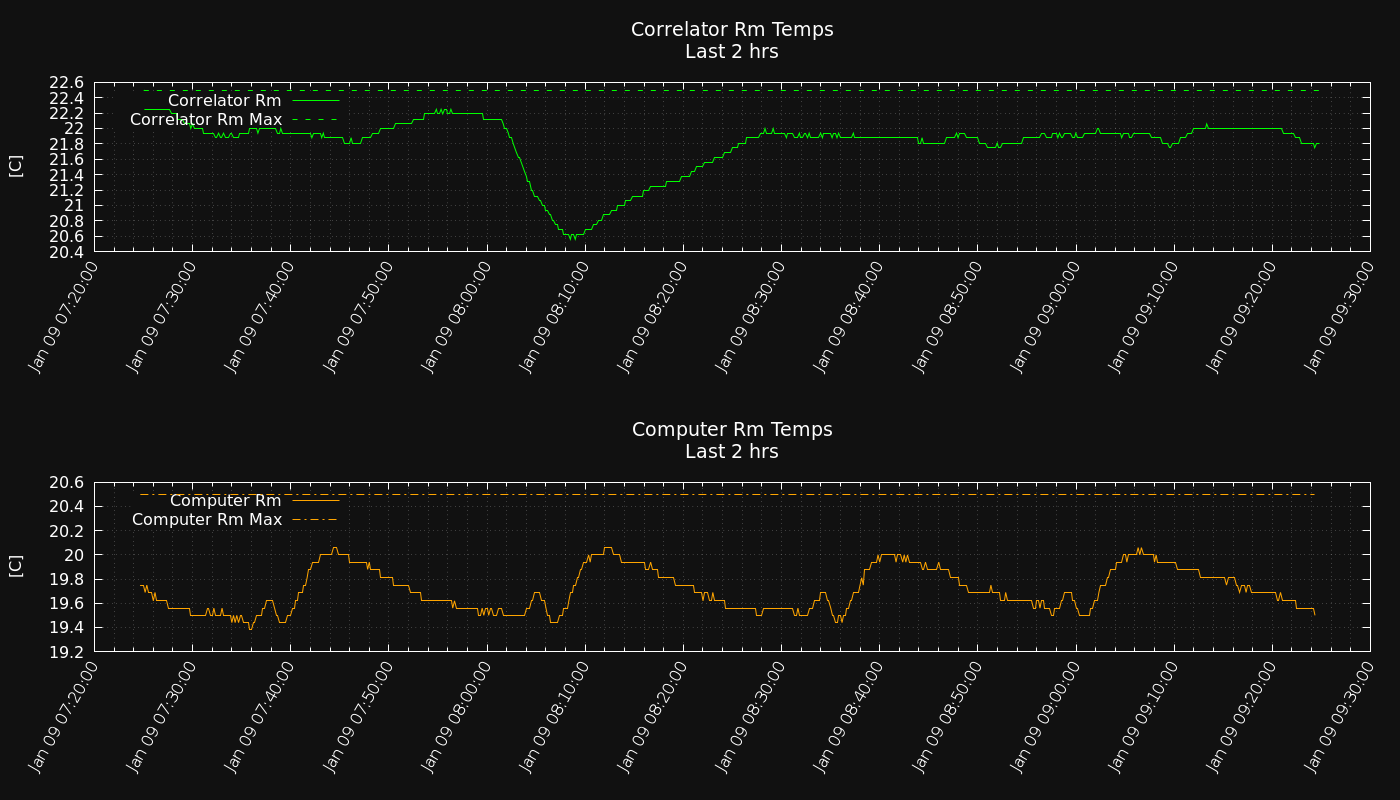 Correlator Rm Temps
Last 2 hrs
22.6
22.4
22.2
22
21.8
21.6
21.4
21.2
21
20.8
20.6
20.4
[C]
Correlator Rm
Correlator Rm Max
Jan 09 07:20:00
Jan 09 07:30:00
Jan 09 07:40:00
Jan 09 07:50:00
Jan 09 08:00:00
Jan 09 08:10:00
Jan 09 08:20:00
Jan 09 08:30:00
Jan 09 08:40:00
Jan 09 08:50:00
Jan 09 09:00:00
Jan 09 09:10:00
Jan 09 09:20:00
Jan 09 09:30:00
Computer Rm Temps
Last 2 hrs
20.6
20.4
20.2
20
19.8
19.6
19.4
19.2
[C]
Computer Rm
Computer Rm Max
Jan 09 07:20:00
Jan 09 07:30:00
Jan 09 07:40:00
Jan 09 07:50:00
Jan 09 08:00:00
Jan 09 08:10:00
Jan 09 08:20:00
Jan 09 08:30:00
Jan 09 08:40:00
Jan 09 08:50:00
Jan 09 09:00:00
Jan 09 09:10:00
Jan 09 09:20:00
Jan 09 09:30:00